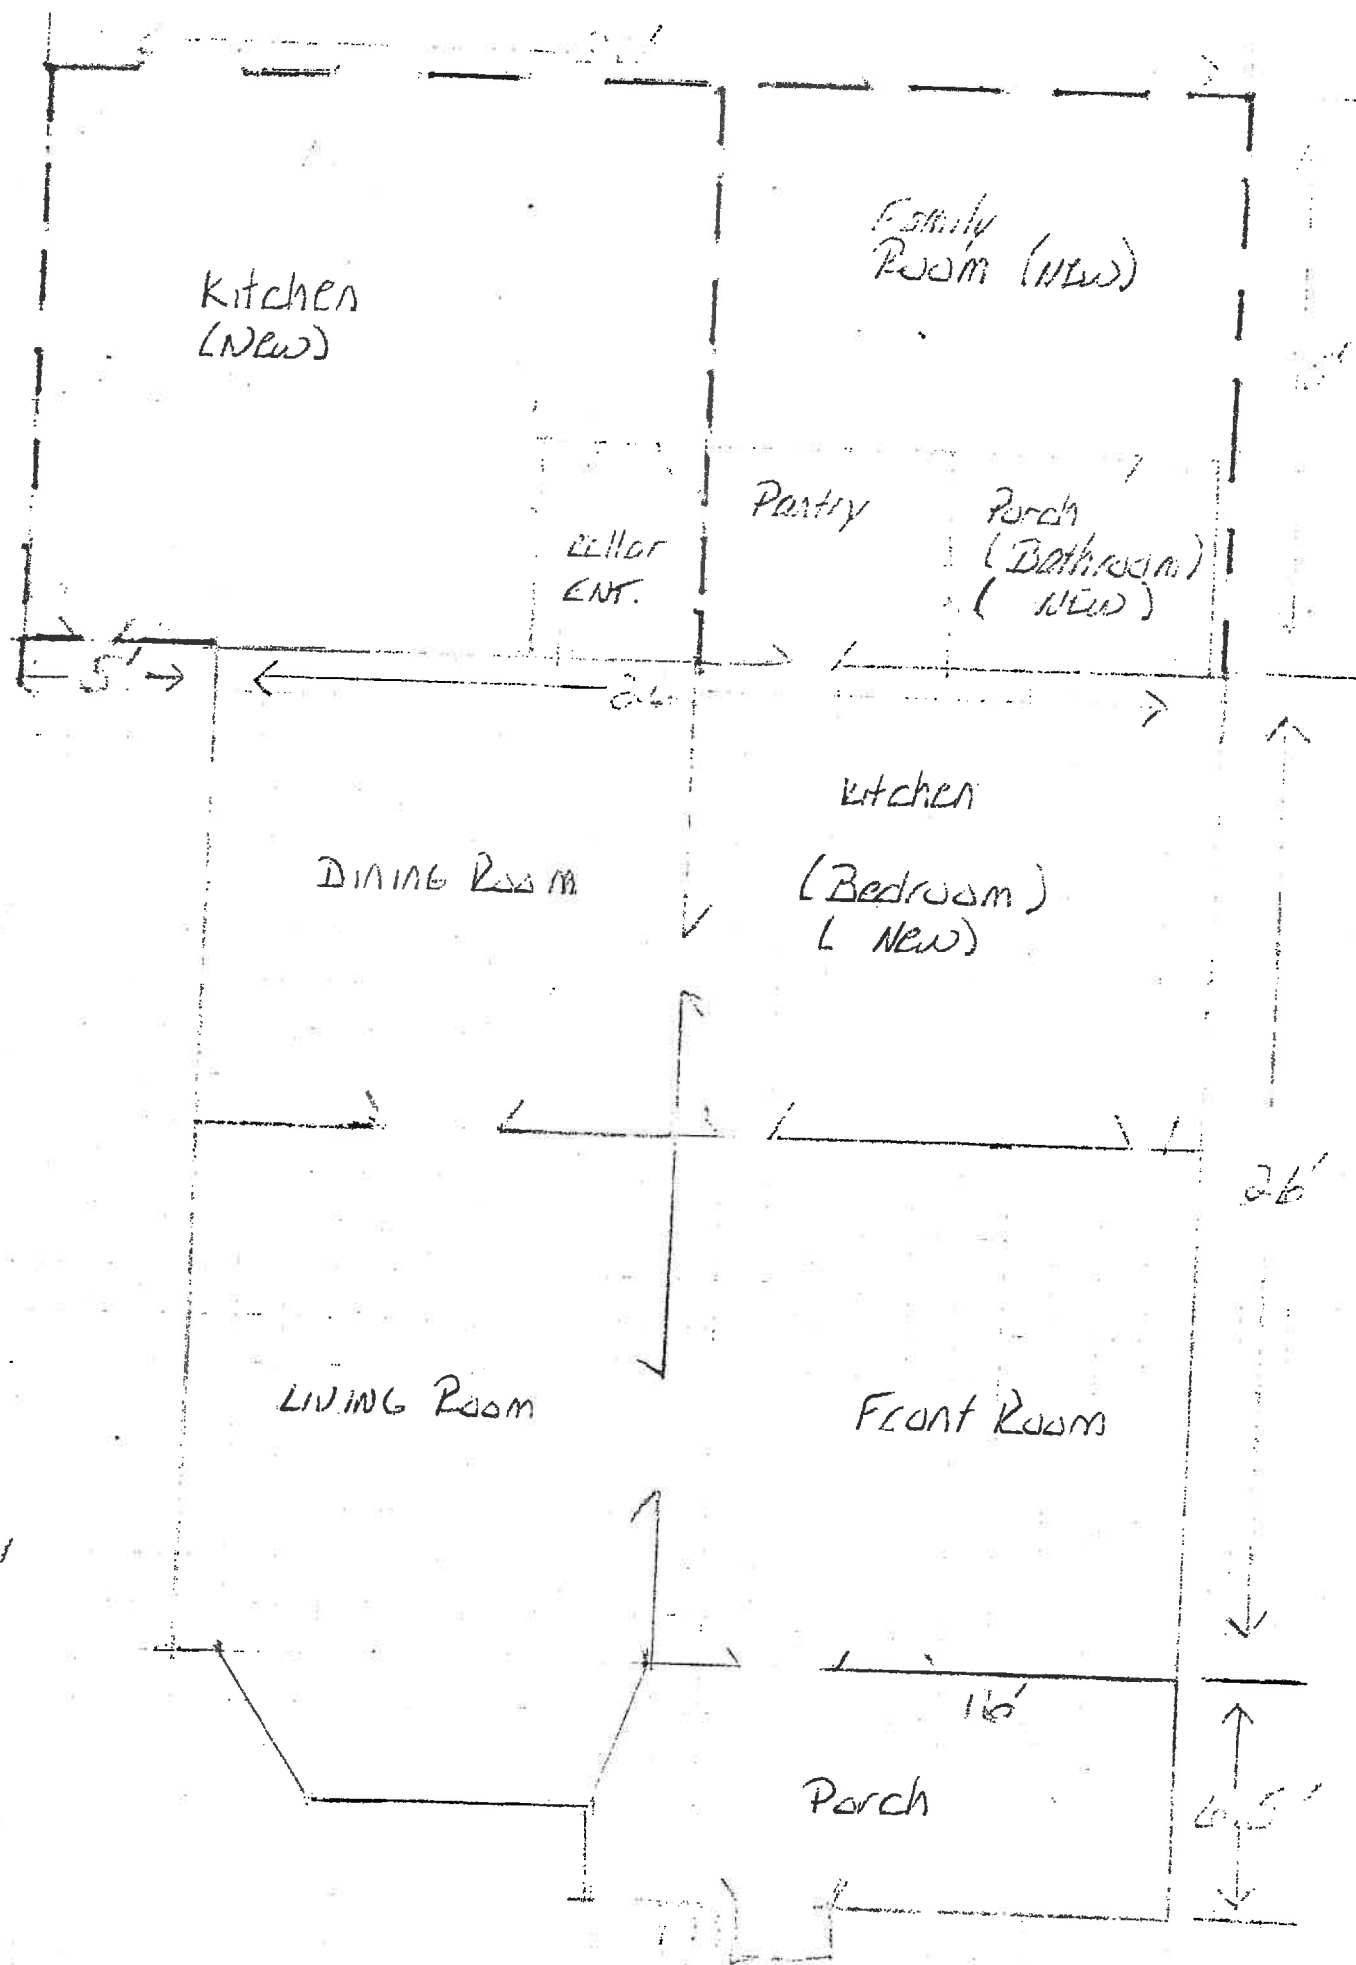 Family
Room (NEW)
Kitchen
(New)
Pantry
Porch
(Bathroom)
( NEW)
cellar
ENT.
5'
26
Kitchen
DINING ROOM
(Bedroom)
( New)
26'
LIVING ROOM
Front Room
16'
Porch
6.5'